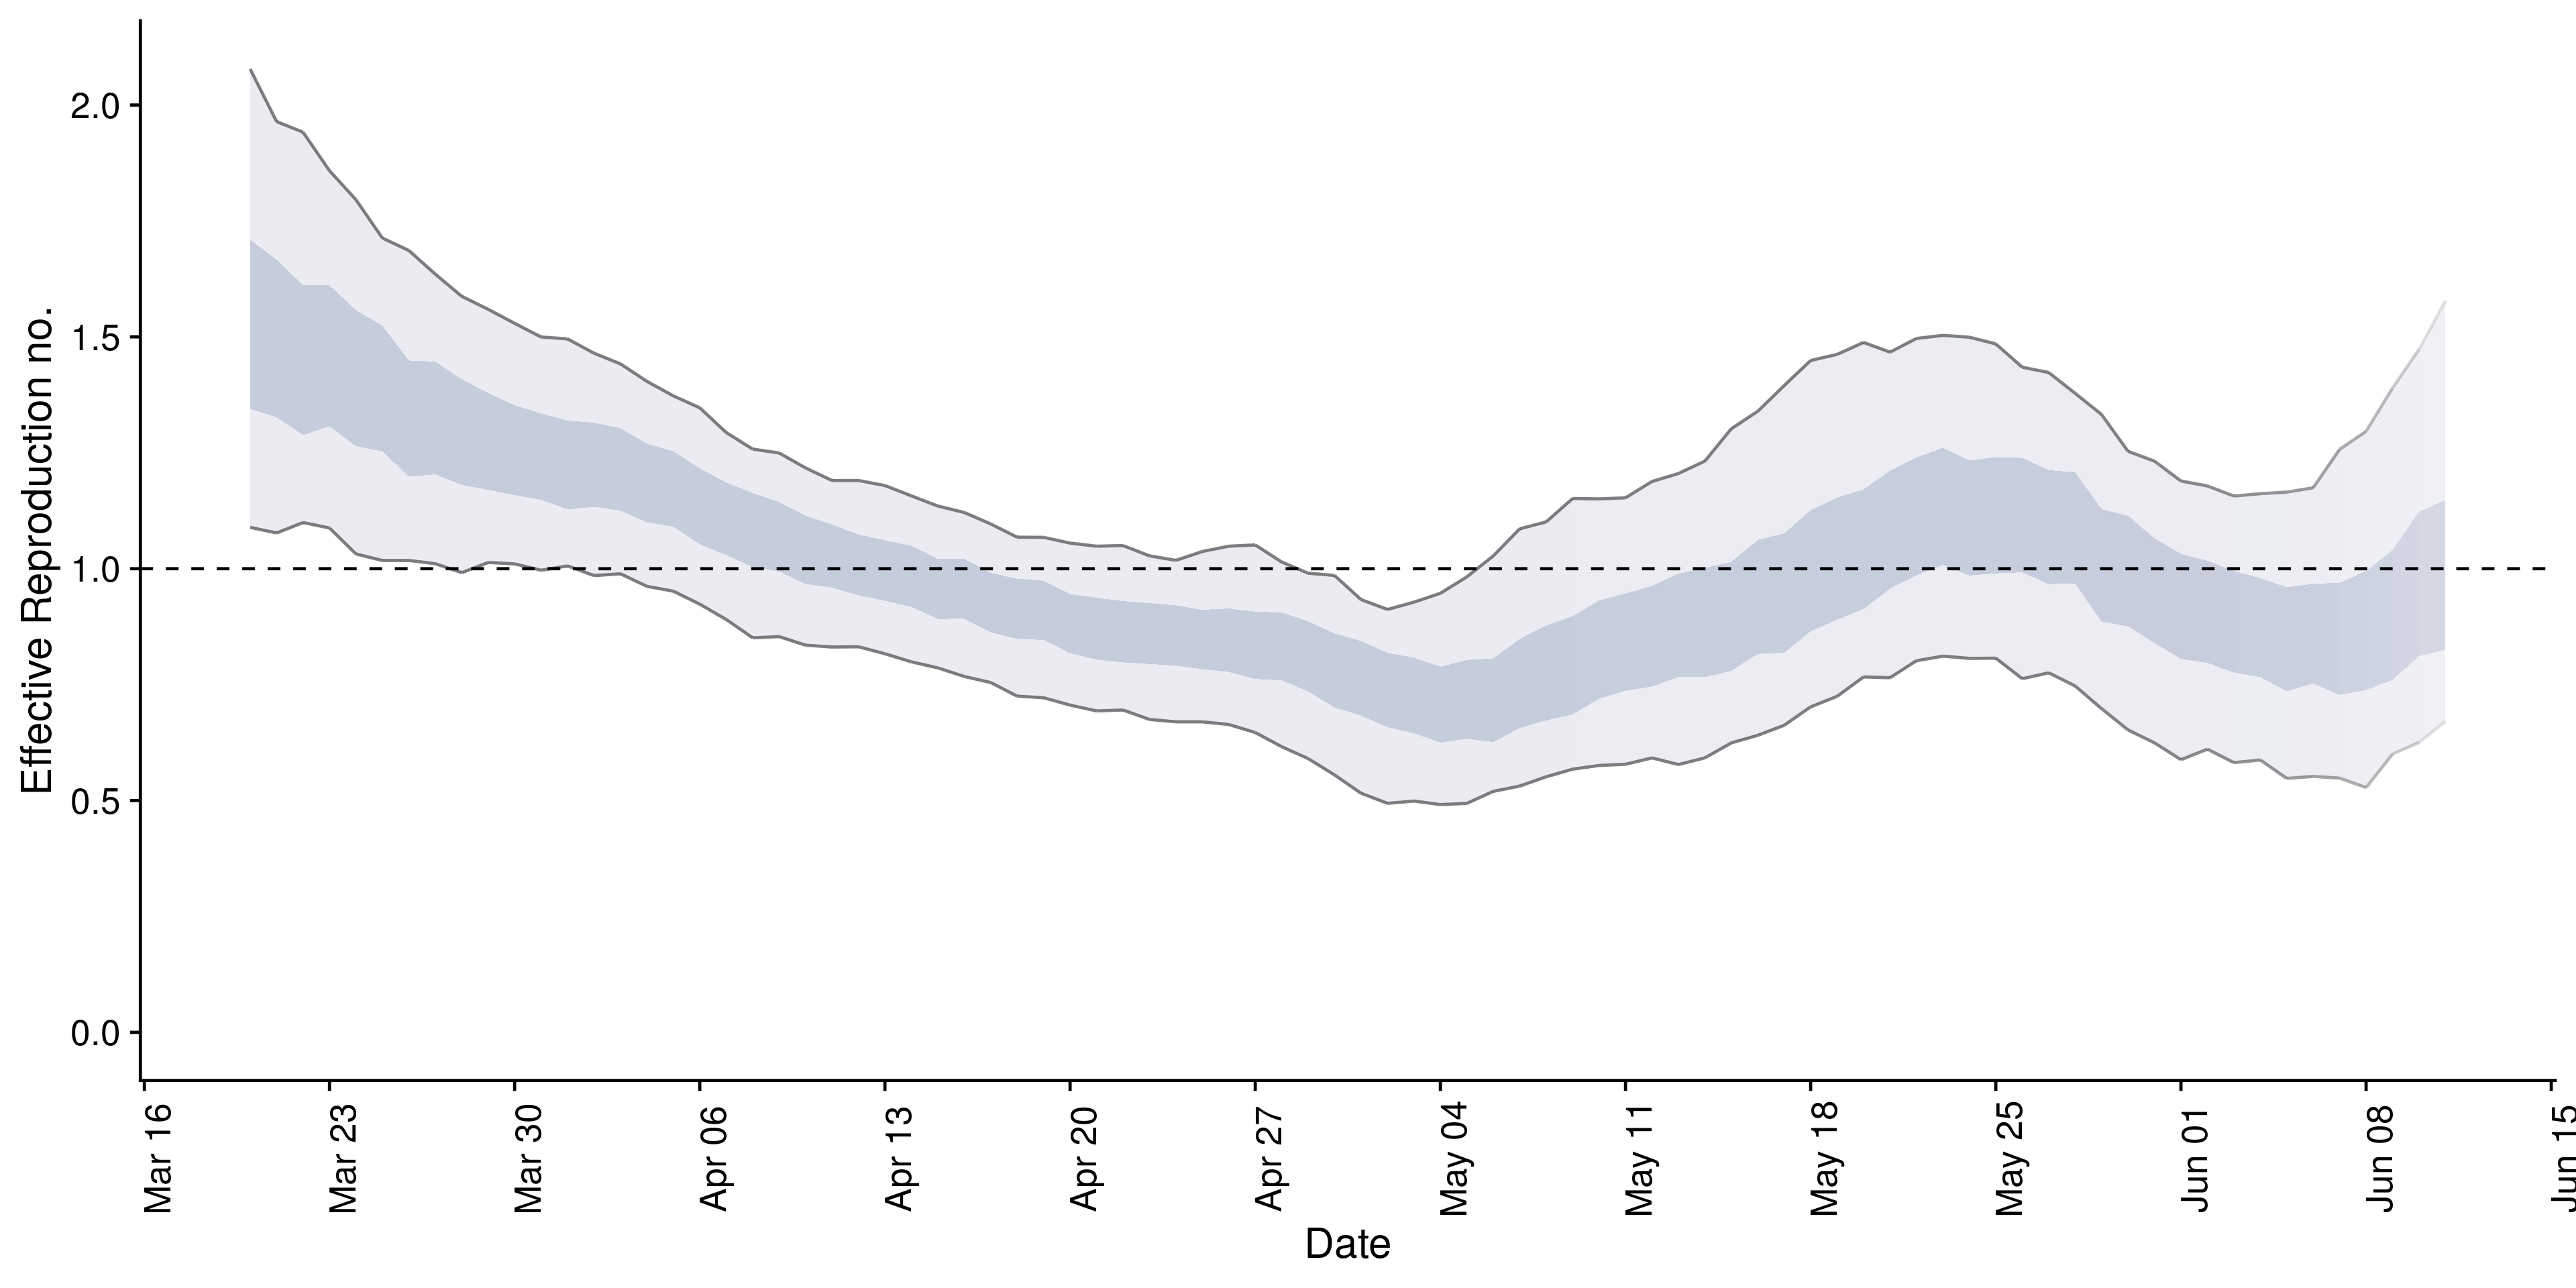 Effective Reproduction no.
2.0
1.5
1.0
0.5
0.0
Mar 16
Mar 23
Mar 30
Apr 06
Apr 13
Apr 20
Apr 27
May 04
May 11
May 18
May 25
Jun 01
Jun 08
Jun 15
Date